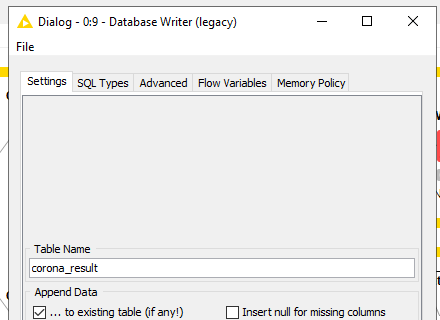 Dialog - 0:9 - Database Writer (legacy)
File
Settings SQL Types Advanced Flow Variables Memory Policy
Table Name
corona_result
Append Data
... to existing table (if any!) Insert null for missing columns